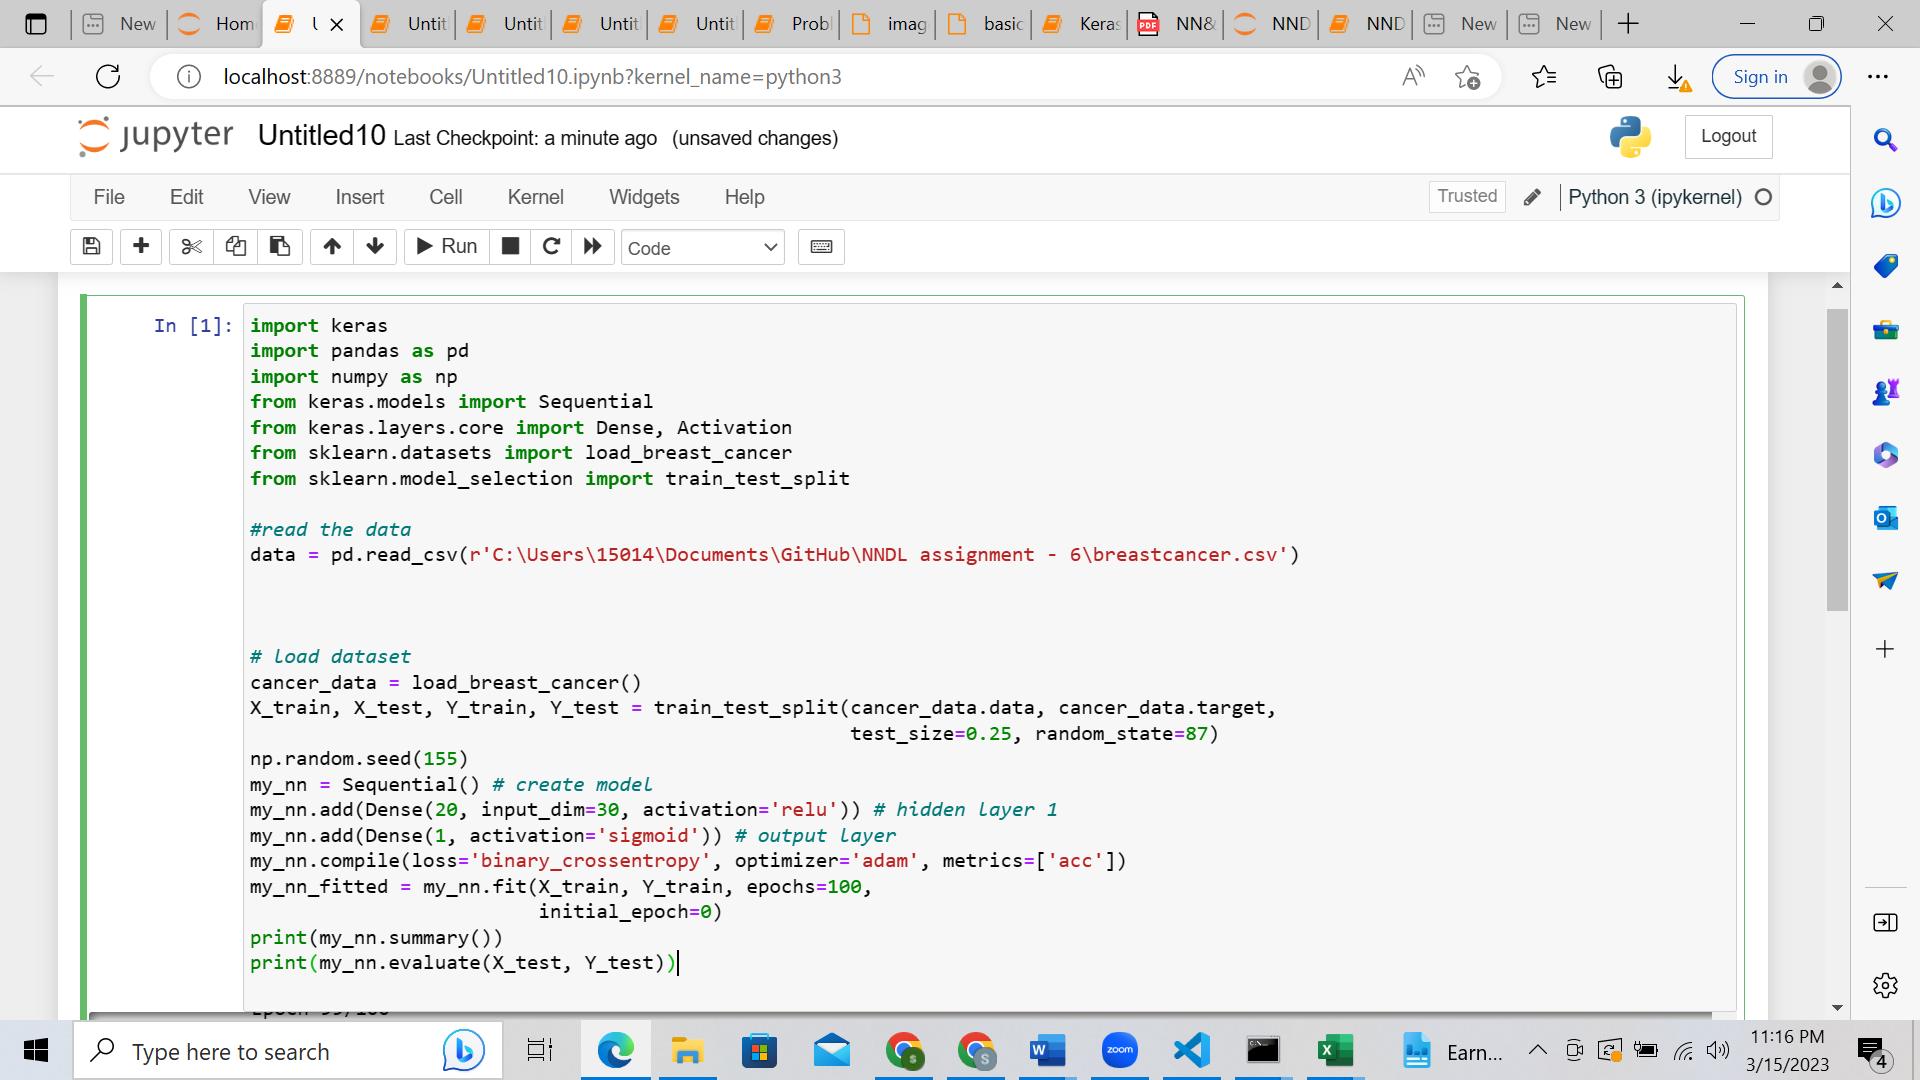 New
Hom
U
Untit
Untit
Untit
Untit
Probl
imag
basic
Keras
NN&
NND
NND
New
New
localhost:8889/notebooks/Untitled10.ipynb?kernel_name=python3
Sign in
jupyter Untitled10 Last Checkpoint: a minute ago (unsaved changes)
Logout
File Edit View Insert Cell Kernel Widgets Help
Trusted
Python 3 (ipykernel)
Run
Code
In [1]:
import keras
import pandas as pd
import numpy as np
from keras.models import Sequential
from keras.layers.core import Dense, Activation
from sklearn.datasets import load_breast_cancer
from sklearn.model_selection import train_test_split
#read the data
data = pd.read_csv(r'C:\Users\15014\Documents\GitHub\NNDL assignment - 6\breastcancer.csv')
# load dataset
cancer_data = load_breast_cancer()
X_train, X_test, Y_train, Y_test = train_test_split(cancer_data.data, cancer_data.target,
test_size=0.25, random_state=87)
np.random.seed(155)
my_nn = Sequential() # create model
my_nn.add(Dense(20, input_dim=30, activation='relu')) # hidden layer 1
my_nn.add(Dense(1, activation='sigmoid')) # output layer
my_nn.compile(loss='binary_crossentropy', optimizer='adam', metrics=['acc'])
my_nn_fitted = my_nn.fit(X_train, Y_train, epochs=100,
initial_epoch=0)
print(my_nn.summary())
print(my_nn.evaluate(X_test, Y_test))
Epoch 99/100
Type here to search
zoom
Earn...
11:16 PM
3/15/2023
4